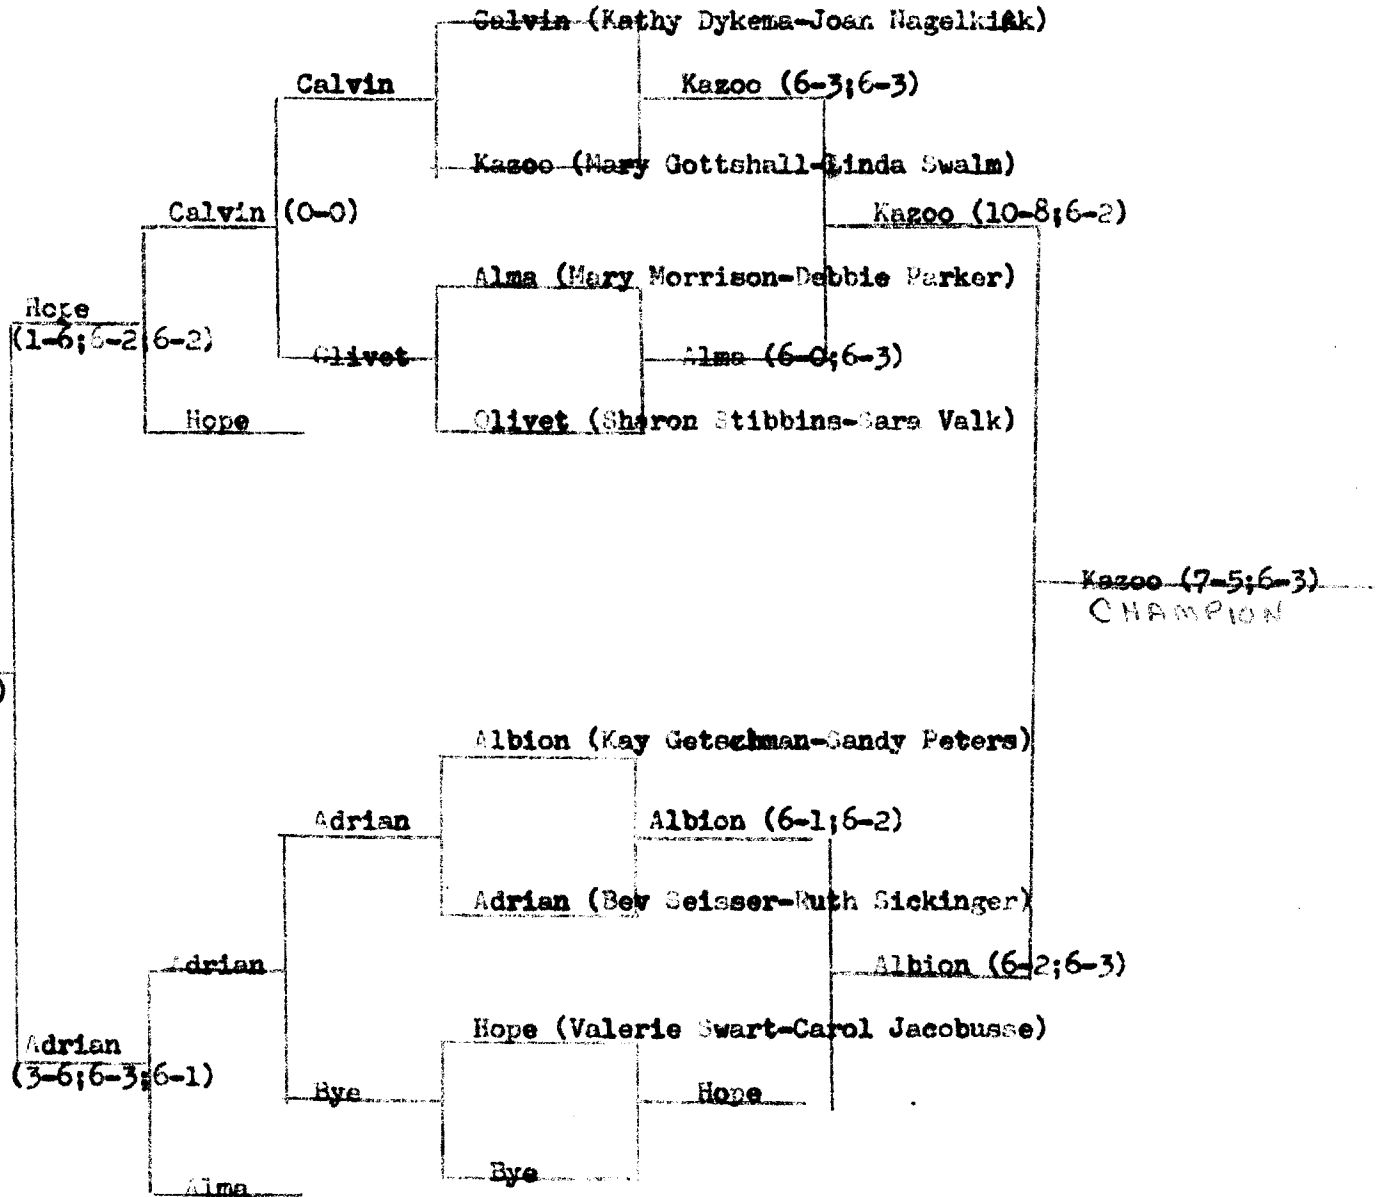 Calvin (Kathy Dykema-Joan Nagelkirk)
Calvin
Kazoo (6-3;6-3)
Kazoo (Mary Gottshall-Linda Swalm)
Calvin (0-0)
Kazoo (10-8;6-2)
Alma (Mary Morrison-Debbie Parker)
Hope
(1-6;6-2;6-2)
Olivet
Alma (6-0;6-3)
Hope
Olivet (Sharon Stibbins-Sara Valk)
Kazoo (7-5;6-3)
CHAMPION
)
Albion (Kay Getschman-Sandy Peters)
Adrian
Albion (6-1;6-2)
Adrian (Bev Seisser-Ruth Sickinger)
Adrian
Albion (6-2;6-3)
Hope (Valerie Swart-Carol Jacobusse)
Adrian
(3-6;6-3;6-1)
Bye
Hope
Bye
Alma